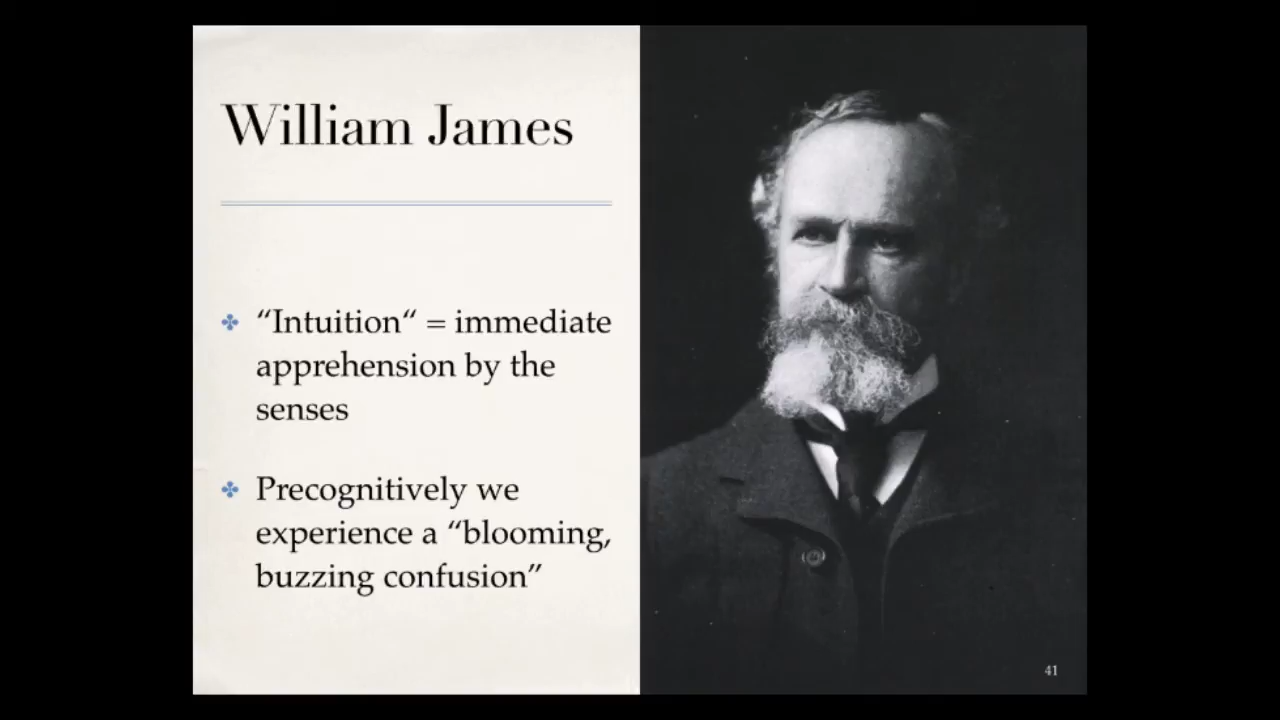 William James
“Intuition“ = immediate
apprehension by the
senses
Precognitively we
experience a “blooming,
buzzing confusion”
41